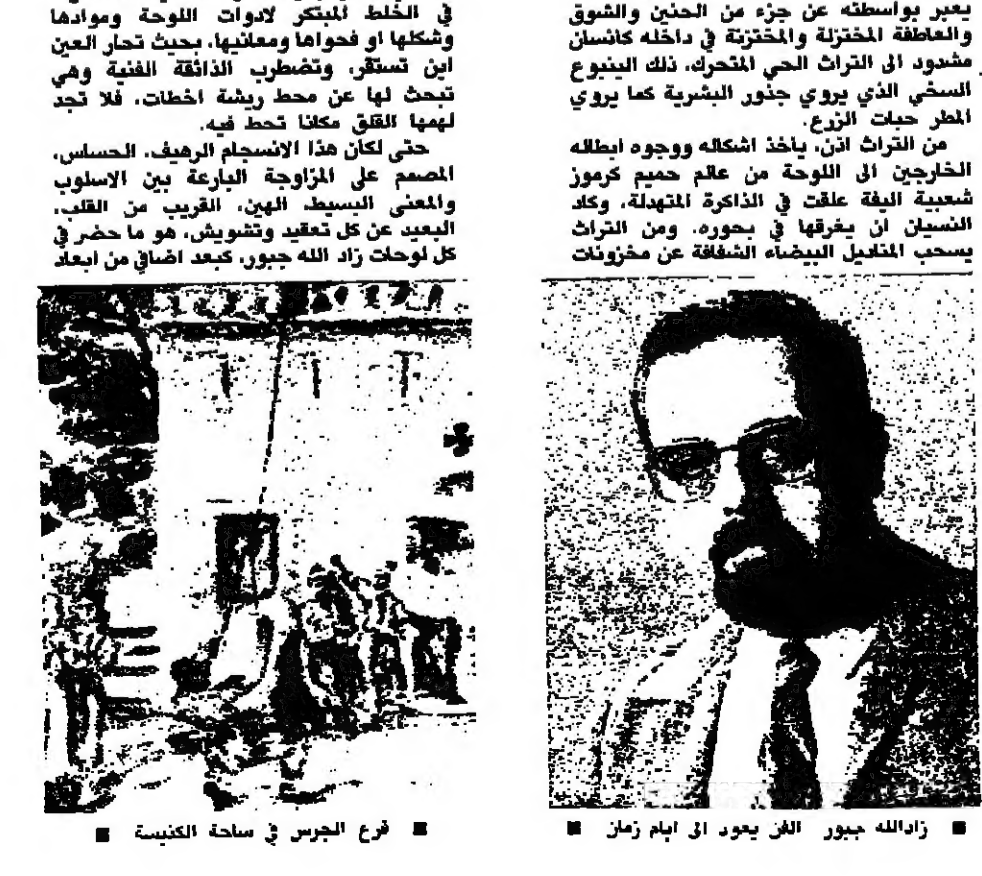 يعبر بواسطته عن جزء من الحنين والشوق
والعاطفة المختزلة والمختزنة في داخله كانسان
مشدود الى التراث الحي المتحرك، ذلك الينبوع
السخي الذي يروي جذور البشرية كما يروي
المطر حبات الزرع.
من التراث اذن، ياخذ اشكاله ووجوه ابطاله
الخارجين الى اللوحة من عالم حميم كرموز
شعبية اليفة علقت في الذاكرة المتهدلة، وكاد
النسيان ان يغرقها في بحوره. ومن التراث
يسحب المناديل البيضاء الشفافة عن مخزونات
■ زادالله جبور الفن يعود الى ايام زمان ■
في الخلط المبتكر لادوات اللوحة وموادها
وشكلها او فحواها ومعانيها، بحيث تحار العين
اين تستقر، وتضطرب الذائقة الفنية وهي
تبحث لها عن محط ريشة اخطات، فلا تجد
لهمها القلق مكانا تحط فيه.
حتى لكان هذا الانسجام الرهيف، الحساس،
المصمم على المزاوجة البارعة بين الاسلوب
والمعنى البسيط، الهين، القريب من القلب،
البعيد عن كل تعقيد وتشويش، هو ما حضر في
كل لوحات زاد الله جبور، كبعد اضافي من ابعاد
■ قرع الجرس في ساحة الكنيسة ■